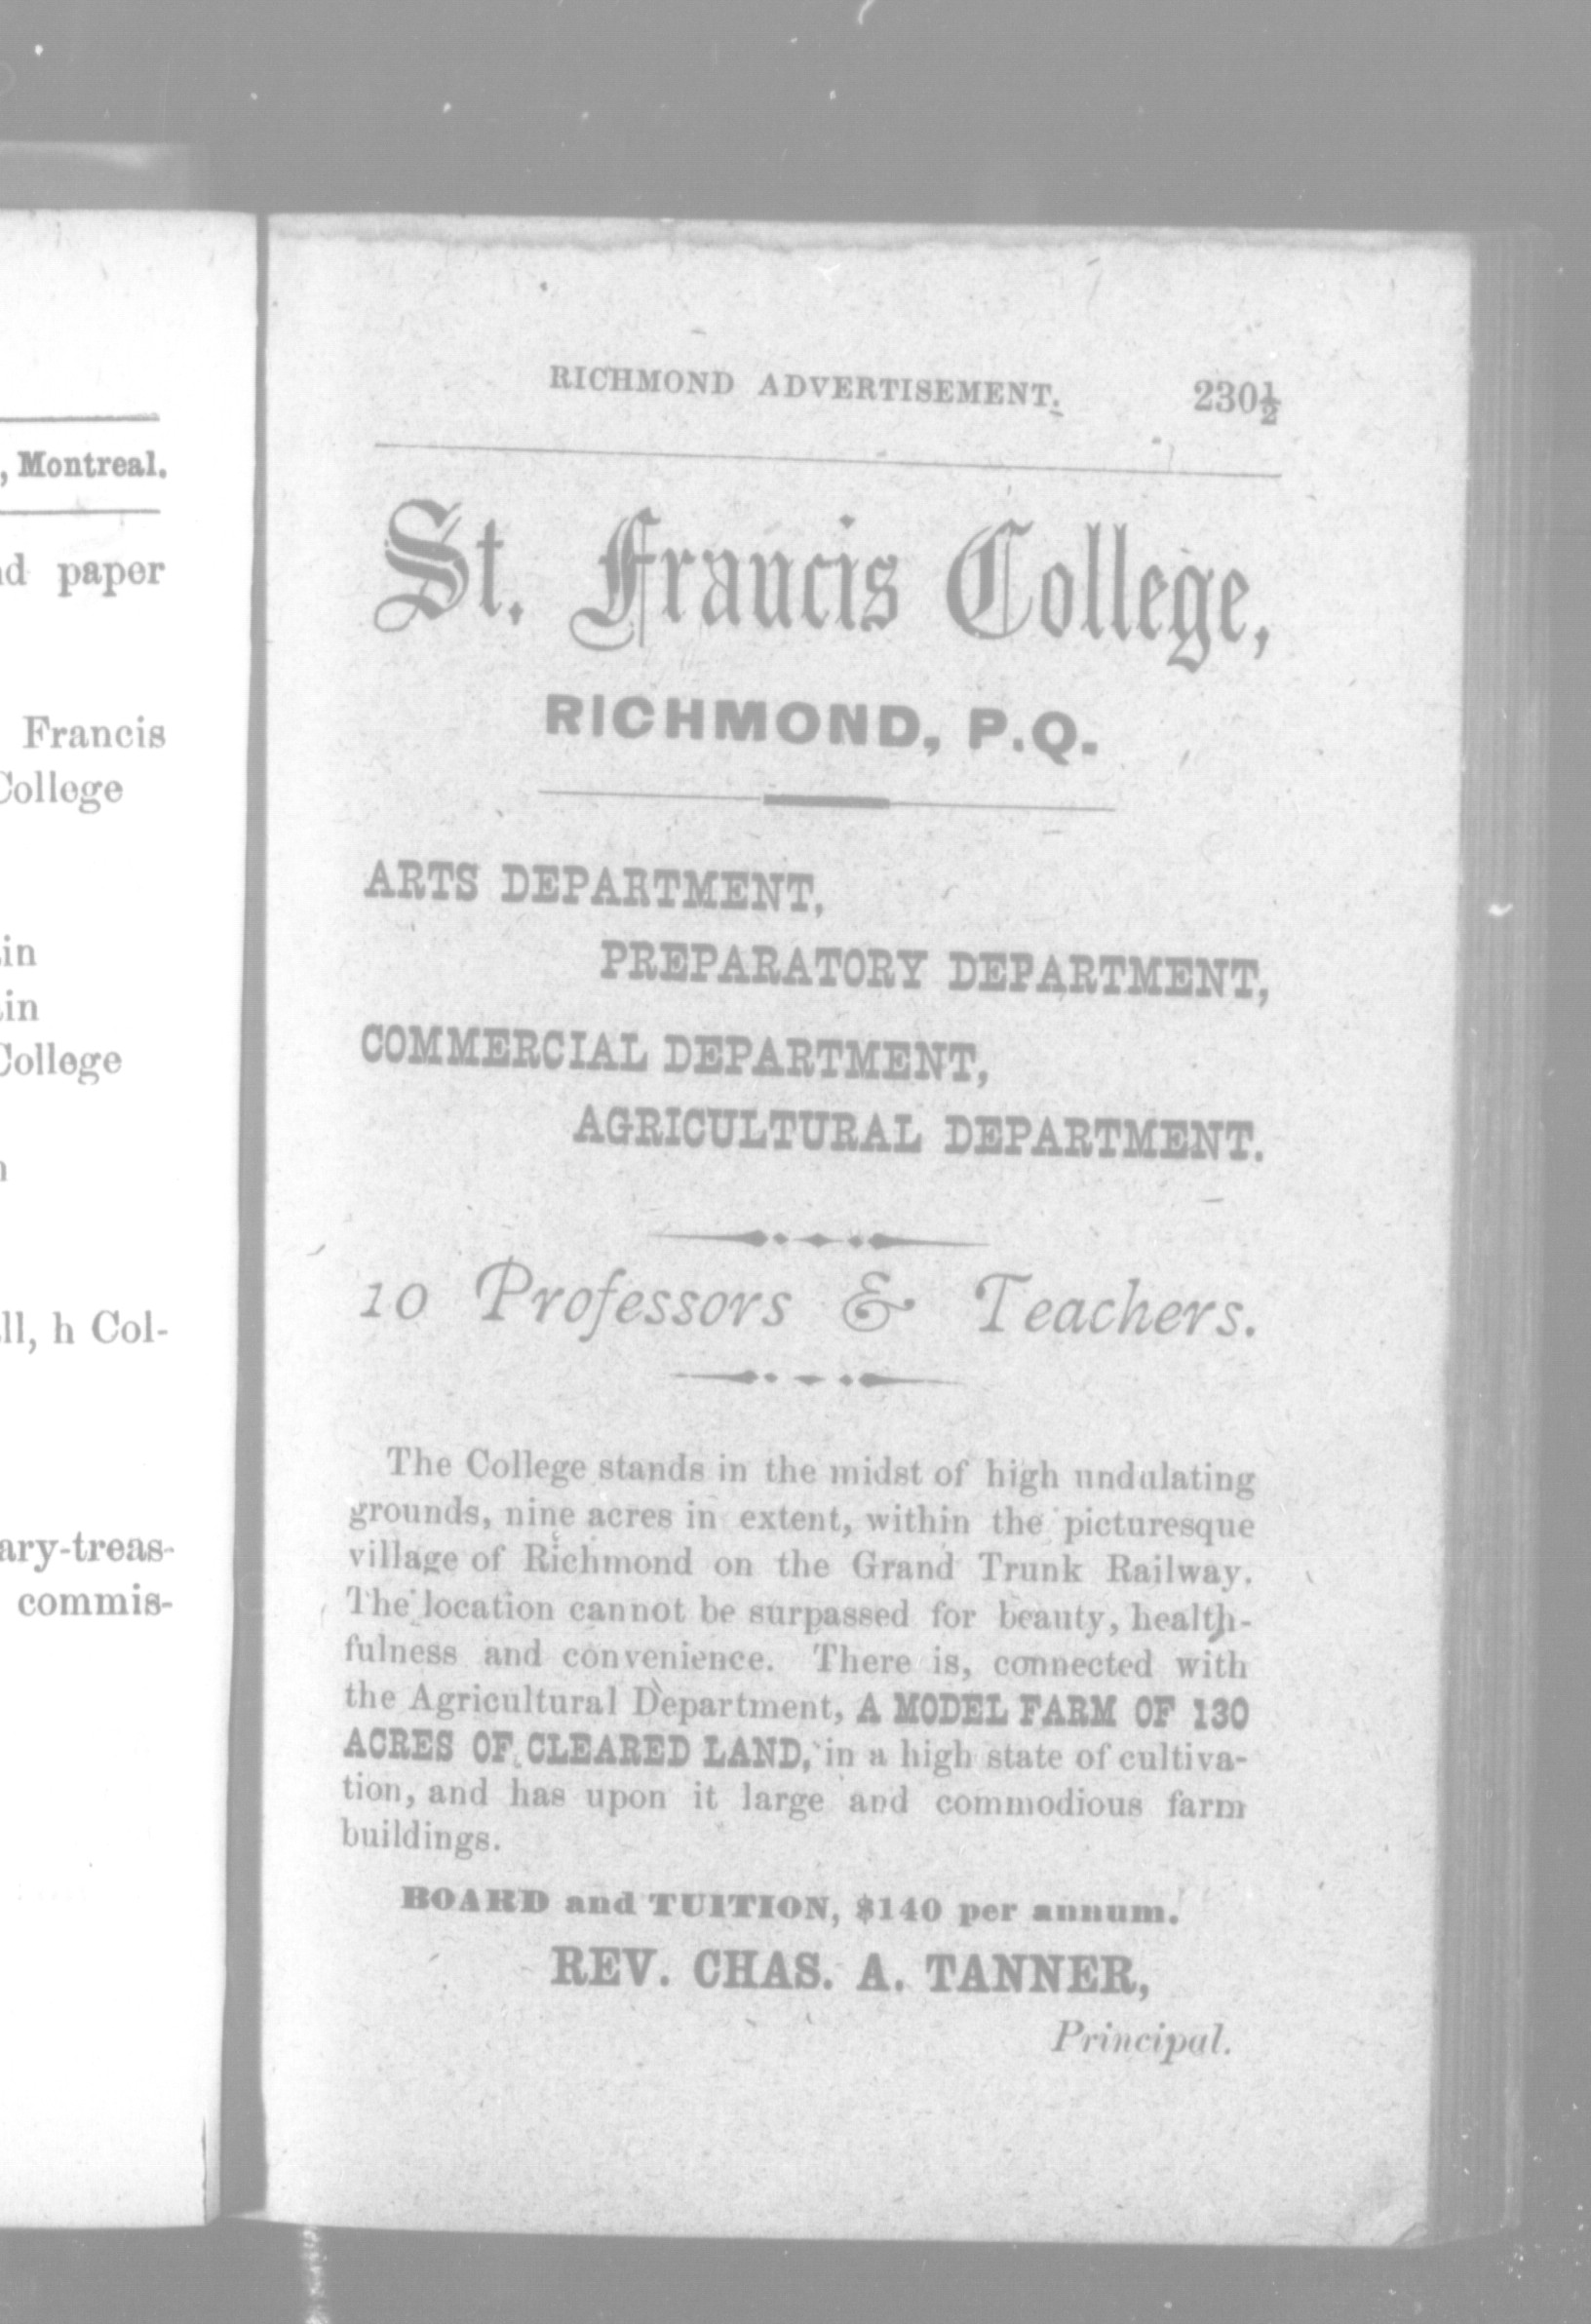 , Montreal.
paper
Francis
College
College
h Col-
commis-
RICHMOND ADVERTISEMENT. 230½
St. Francis College,
RICHMOND, P.Q.
ARTS DEPARTMENT,
PREPARATORY DEPARTMENT,
COMMERCIAL DEPARTMENT,
AGRICULTURAL DEPARTMENT.
10 Professors & Teachers.
The College stands in the midst of high undulating
grounds, nine acres in extent, within the picturesque
village of Richmond on the Grand Trunk Railway.
The location cannot be surpassed for beauty, health-
fulness and convenience. There is, connected with
the Agricultural Department, A MODEL FARM OF 130
ACRES OF CLEARED LAND, in a high state of cultiva-
tion, and has upon it large and commodious farm
buildings.
BOARD and TUITION, $140 per annum.
REV. CHAS. A. TANNER,
Principal.